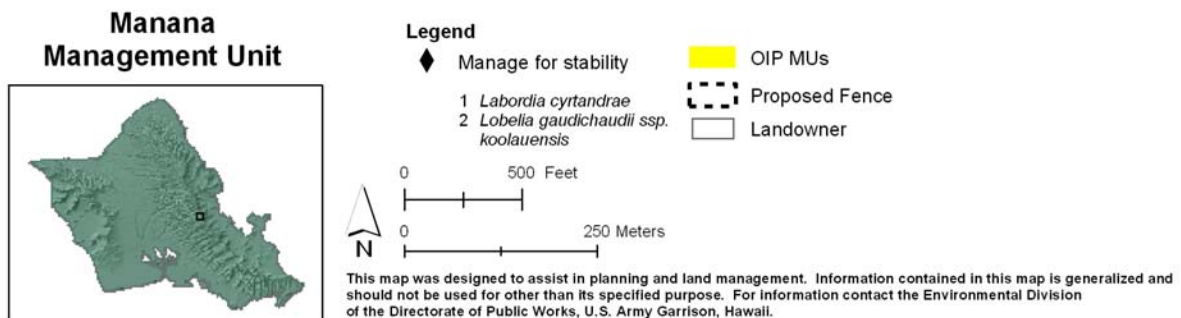 Manana
Management Unit
Legend
Manage for stability
1 Labordia cyrtandrae
2 Lobelia gaudichaudii ssp.
koolauensis
OIP MUs
Proposed Fence
Landowner
0 500 Feet
0 250 Meters
N
This map was designed to assist in planning and land management. Information contained in this map is generalized and
should not be used for other than its specified purpose. For information contact the Environmental Division
of the Directorate of Public Works, U.S. Army Garrison, Hawaii.